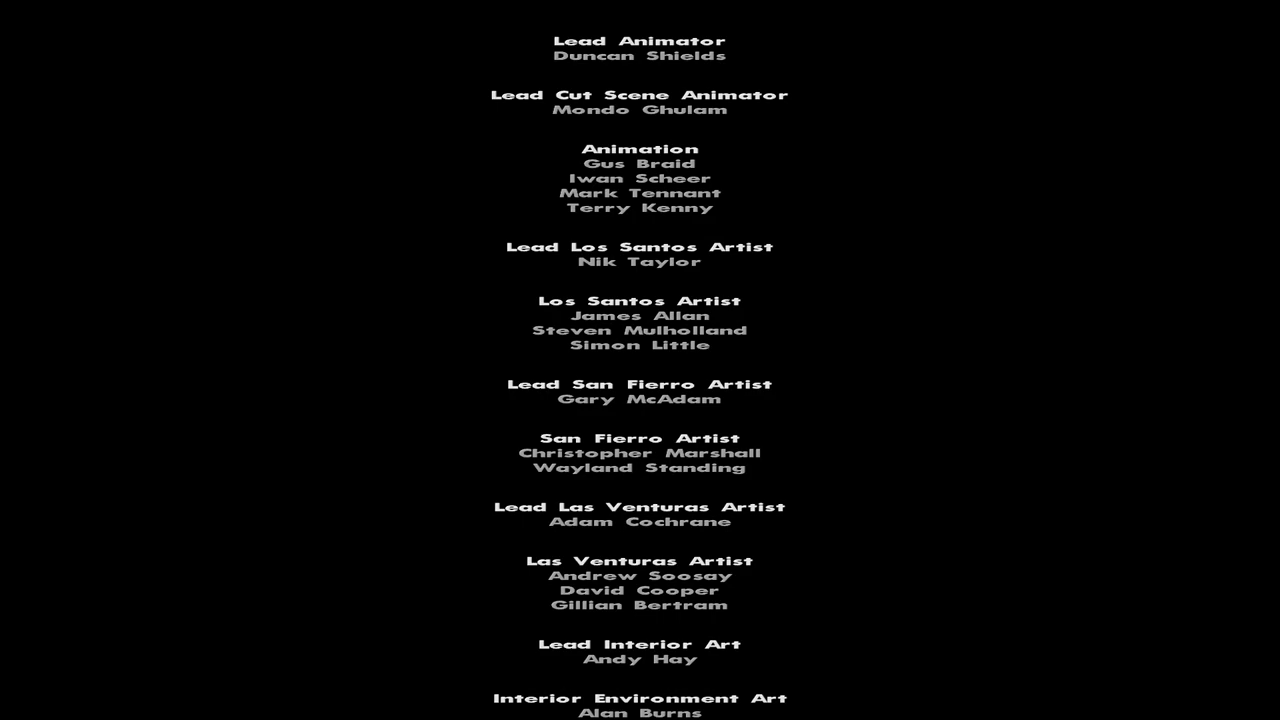 Lead Animator
Duncan Shields
Lead Cut Scene Animator
Mondo Ghulam
Animation
Gus Braid
Iwan Scheer
Mark Tennant
Terry Kenny
Lead Los Santos Artist
Nik Taylor
Los Santos Artist
James Allan
Steven Mulholland
Simon Little
Lead San Fierro Artist
Gary McAdam
San Fierro Artist
Christopher Marshall
Wayland Standing
Lead Las Venturas Artist
Adam Cochrane
Las Venturas Artist
Andrew Soosay
David Cooper
Gillian Bertram
Lead Interior Art
Andy Hay
Interior Environment Art
Alan Burns